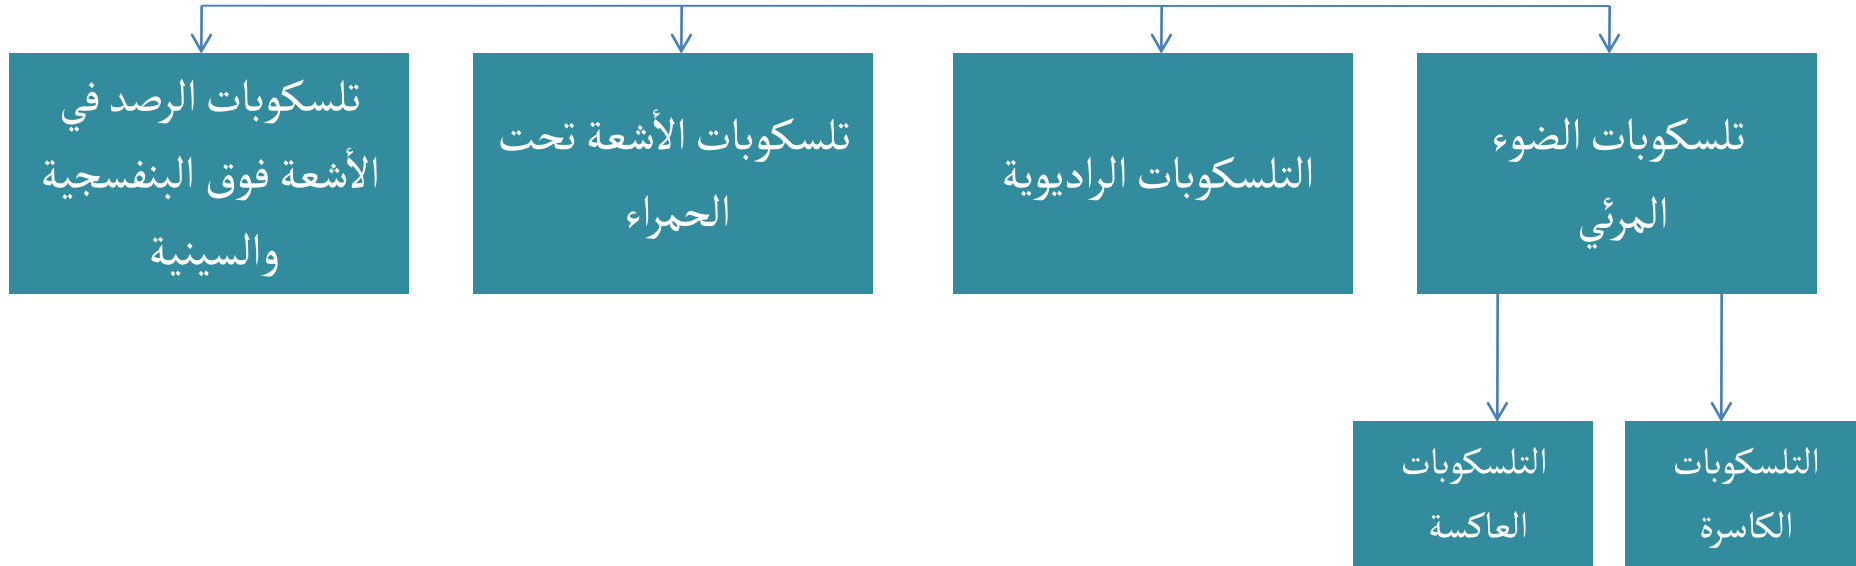 تلسكوبات الضوء
المرئي
التلسكوبات الراديوية
تلسكوبات الأشعة تحت
الحمراء
تلسكوبات الرصد في
الأشعة فوق البنفسجية
والسينية
التلسكوبات
الكاسرة
التلسكوبات
العاكسة